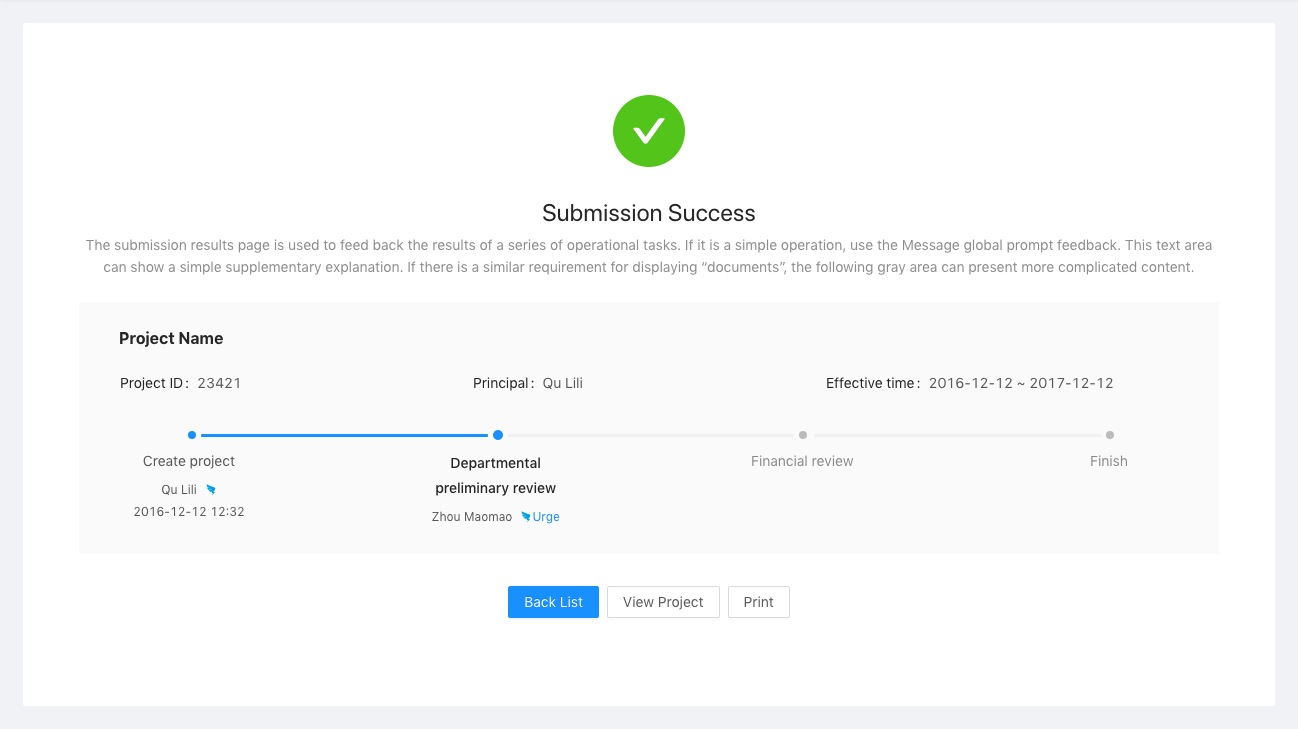 Submission Success
The submission results page is used to feed back the results of a series of operational tasks. If it is a simple operation, use the Message global prompt feedback. This text area
can show a simple supplementary explanation. If there is a similar requirement for displaying “documents”, the following gray area can present more complicated content.
Project Name
Project ID: 23421 Principal: Qu Lili Effective time: 2016-12-12 ~ 2017-12-12
Create project
Qu Lili
2016-12-12 12:32
Departmental
preliminary review
Zhou Maomao Urge
Financial review
Finish
Back List View Project Print